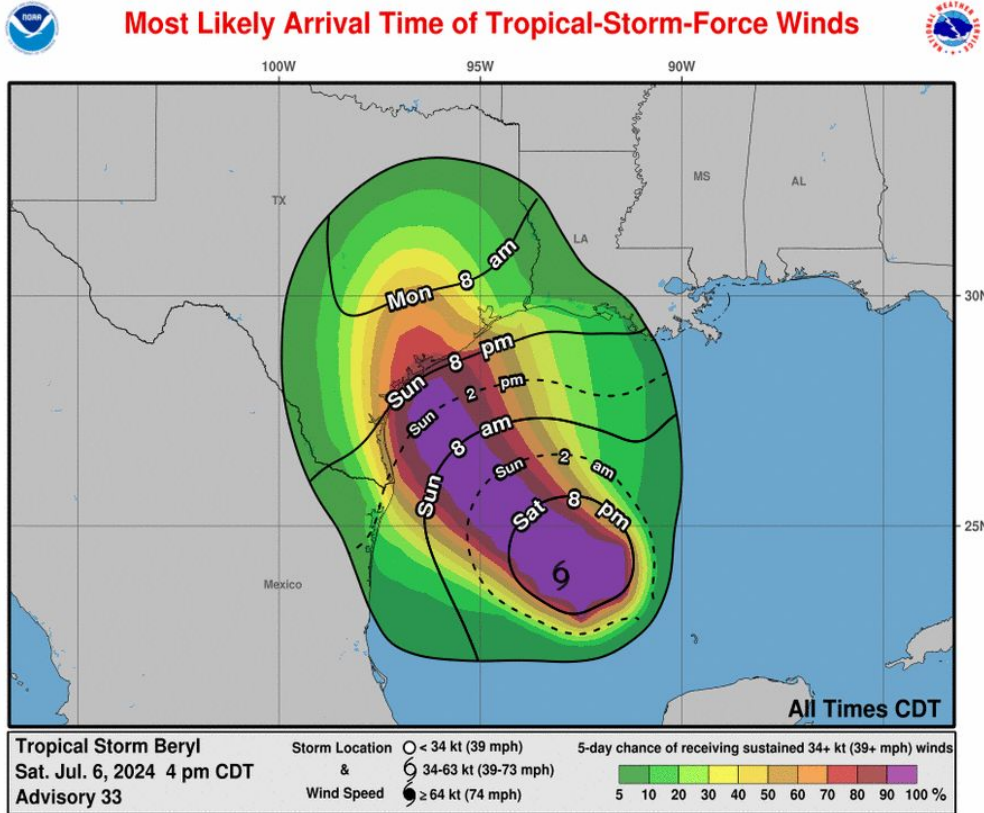 NOAA
Most Likely Arrival Time of Tropical-Storm-Force Winds
NATIONAL WEATHER SERVICE
100W 95W 90W
TX
MS
AL
LA
Mon 8 am
30N
Sun 8 pm
Sun 2 pm
Sun 8 am
Sun 2 am
Sat 8 pm
25N
Mexico
All Times CDT
Tropical Storm Beryl
Sat. Jul. 6, 2024 4 pm CDT
Advisory 33
Storm Location
&
Wind Speed
< 34 kt (39 mph)
34-63 kt (39-73 mph)
≥ 64 kt (74 mph)
5-day chance of receiving sustained 34+ kt (39+ mph) winds
5 10 20 30 40 50 60 70 80 90 100 %